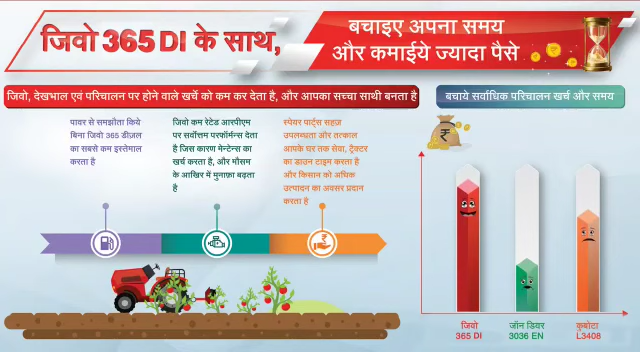 जिवो 365 DI के साथ,
बचाइए अपना समय
और कमाईये ज्यादा पैसे
जिवो, देखभाल एवं परिचालन पर होने वाले खर्चे को कम कर देता है, और आपका सच्चा साथी बनता है
बचाये सर्वाधिक परिचालन खर्च और समय
पावर से समझौता किये
बिना जिवो 365 डीज़ल
का सबसे कम इस्तेमाल
करता है
जिवो कम रेटेड आरपीएम
पर सर्वोत्तम परफॉर्मन्स देता
है जिस कारण मेन्टेन्स का
खर्च करता है, और मौसम
के आखिर में मुनाफ़ा बढ़ता
है
स्पेयर पार्ट्स सहज़
उपलब्धता और तत्काल
आपके घर तक सेवा, ट्रैक्टर
का डाउन टाइम करता है
और किसान को अधिक
उत्पादन का अवसर प्रदान
करता है
₹
₹
जिवो
365 DI
जॉन डियर
3036 EN
कुबोटा
L3408